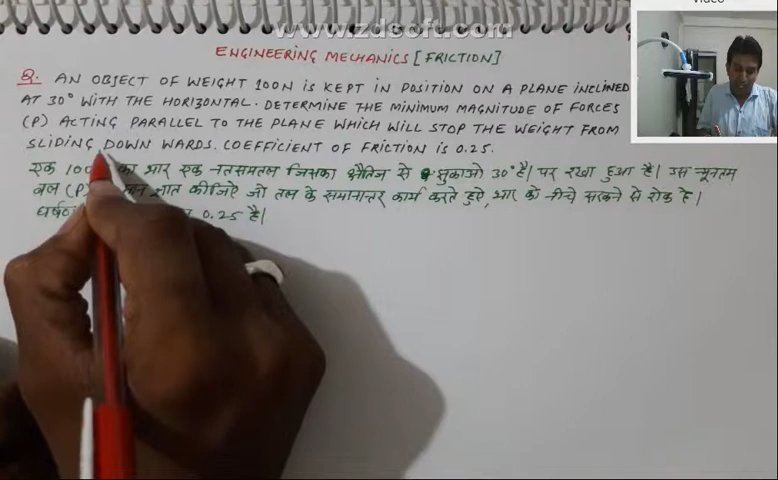 Video
www.zdsoft.com
ENGINEERING MECHANICS [FRICTION]
Q. AN OBJECT OF WEIGHT 100N IS KEPT IN POSITION ON A PLANE INCLINED
AT 30° WITH THE HORIZONTAL. DETERMINE THE MINIMUM MAGNITUDE OF FORCES
(P) ACTING PARALLEL TO THE PLANE WHICH WILL STOP THE WEIGHT FROM
SLIDING DOWN WARDS. COEFFICIENT OF FRICTION IS 0.25.
एक 100 का भार एक नतसमतल जिसका क्षैतिज से झुकाओ 30° है। पर रखा हुआ है। उस न्यूनतम
बल (P) ज्ञात कीजिए जो तल के समानान्तर कार्य करते हुऐ, भार को नीचे सरकने से रोक दे।
0.25 है।